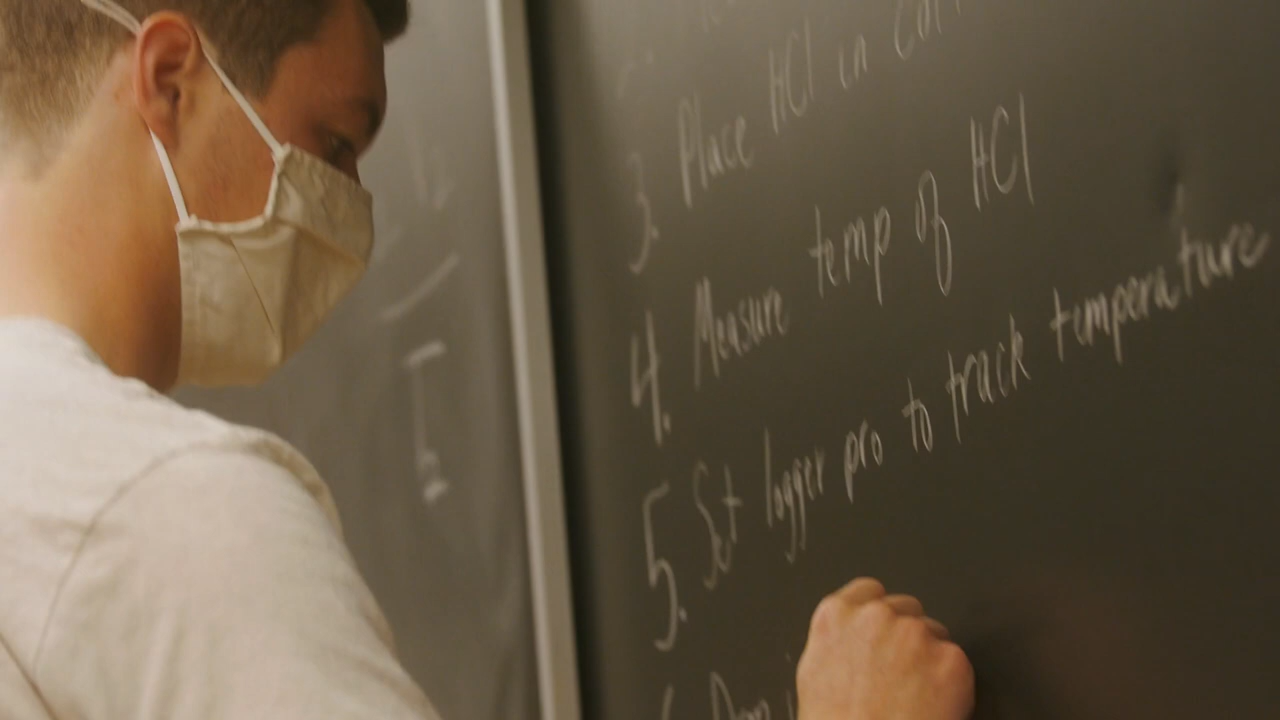 3. Place HCl in
4. Measure temp of HCl
5. Set logger pro to track temperature